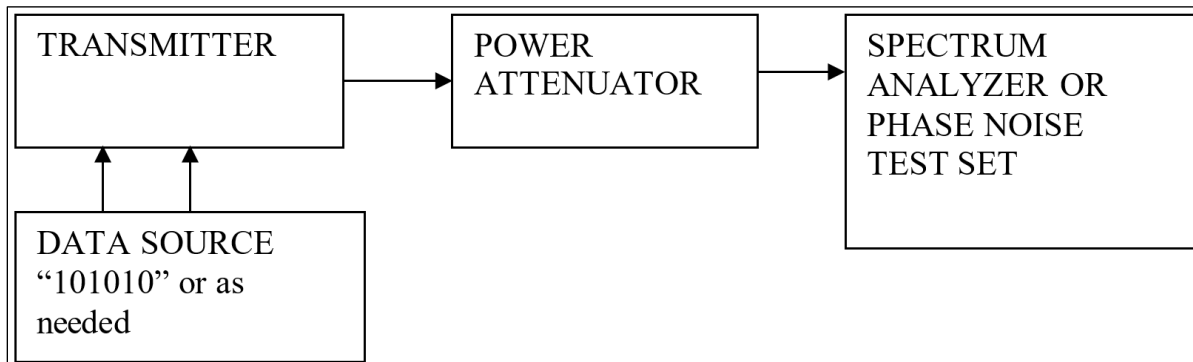 TRANSMITTER
POWER
ATTENUATOR
SPECTRUM
ANALYZER OR
PHASE NOISE
TEST SET
DATA SOURCE
“101010” or as
needed